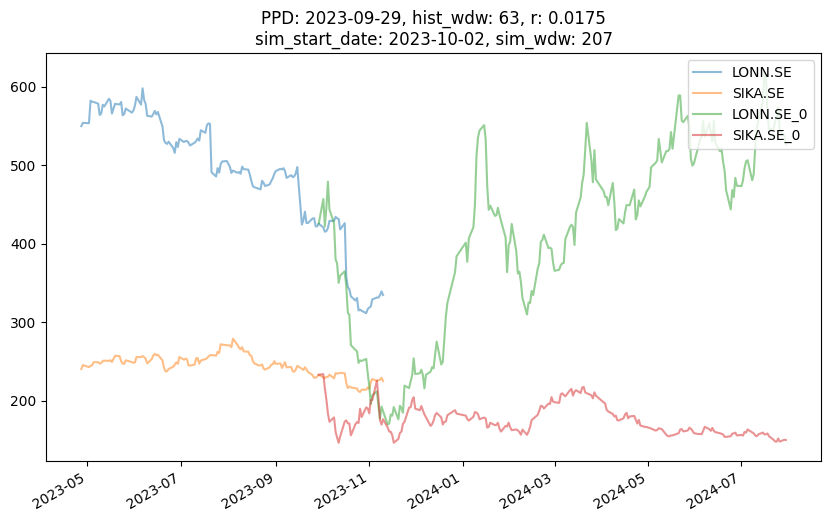 PPD: 2023-09-29, hist_wdw: 63, r: 0.0175
sim_start_date: 2023-10-02, sim_wdw: 207
LONN.SE
SIKA.SE
LONN.SE_0
SIKA.SE_0
600
500
400
300
200
2023-05
2023-07
2023-09
2023-11
2024-01
2024-03
2024-05
2024-07